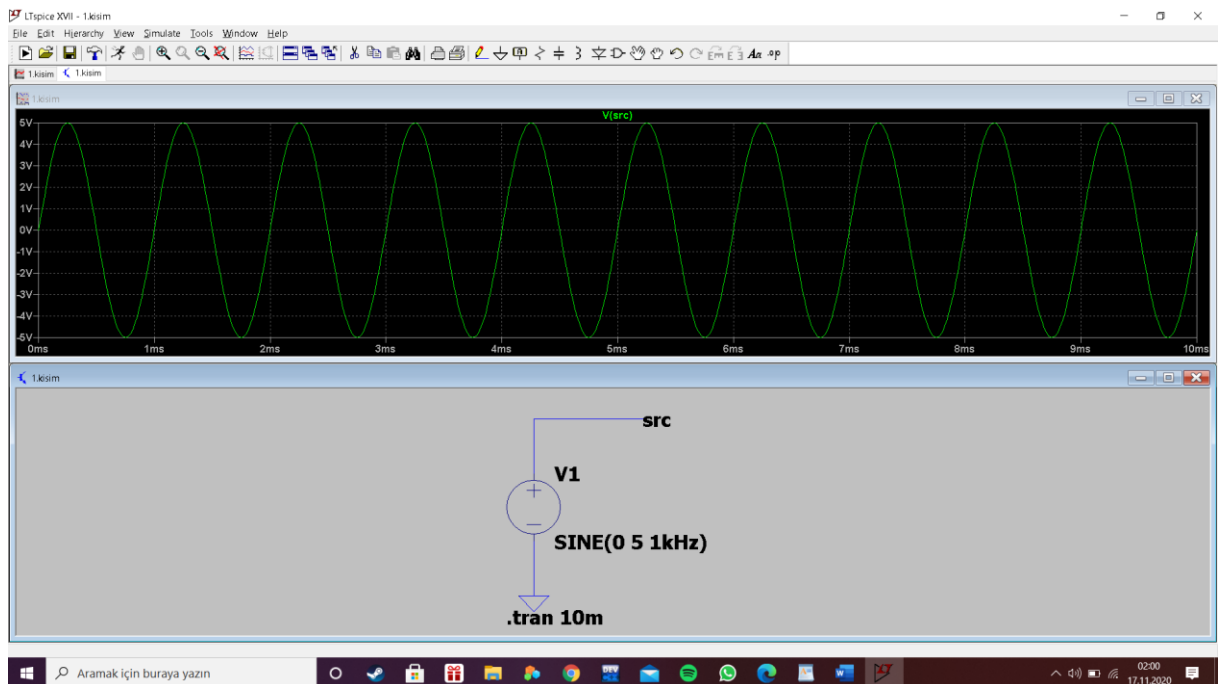 LTspice XVII - 1.kisim
File Edit Hierarchy View Simulate Tools Window Help
Aa .op
1.kisim 1.kisim
1.kisim
V(src)
5V
4V
3V
2V
1V
0V
-1V
-2V
-3V
-4V
-5V
0ms 1ms 2ms 3ms 4ms 5ms 6ms 7ms 8ms 9ms 10ms
1.kisim
src
V1
SINE(0 5 1kHz)
.tran 10m
Aramak için buraya yazın
DEV
02:00
17.11.2020